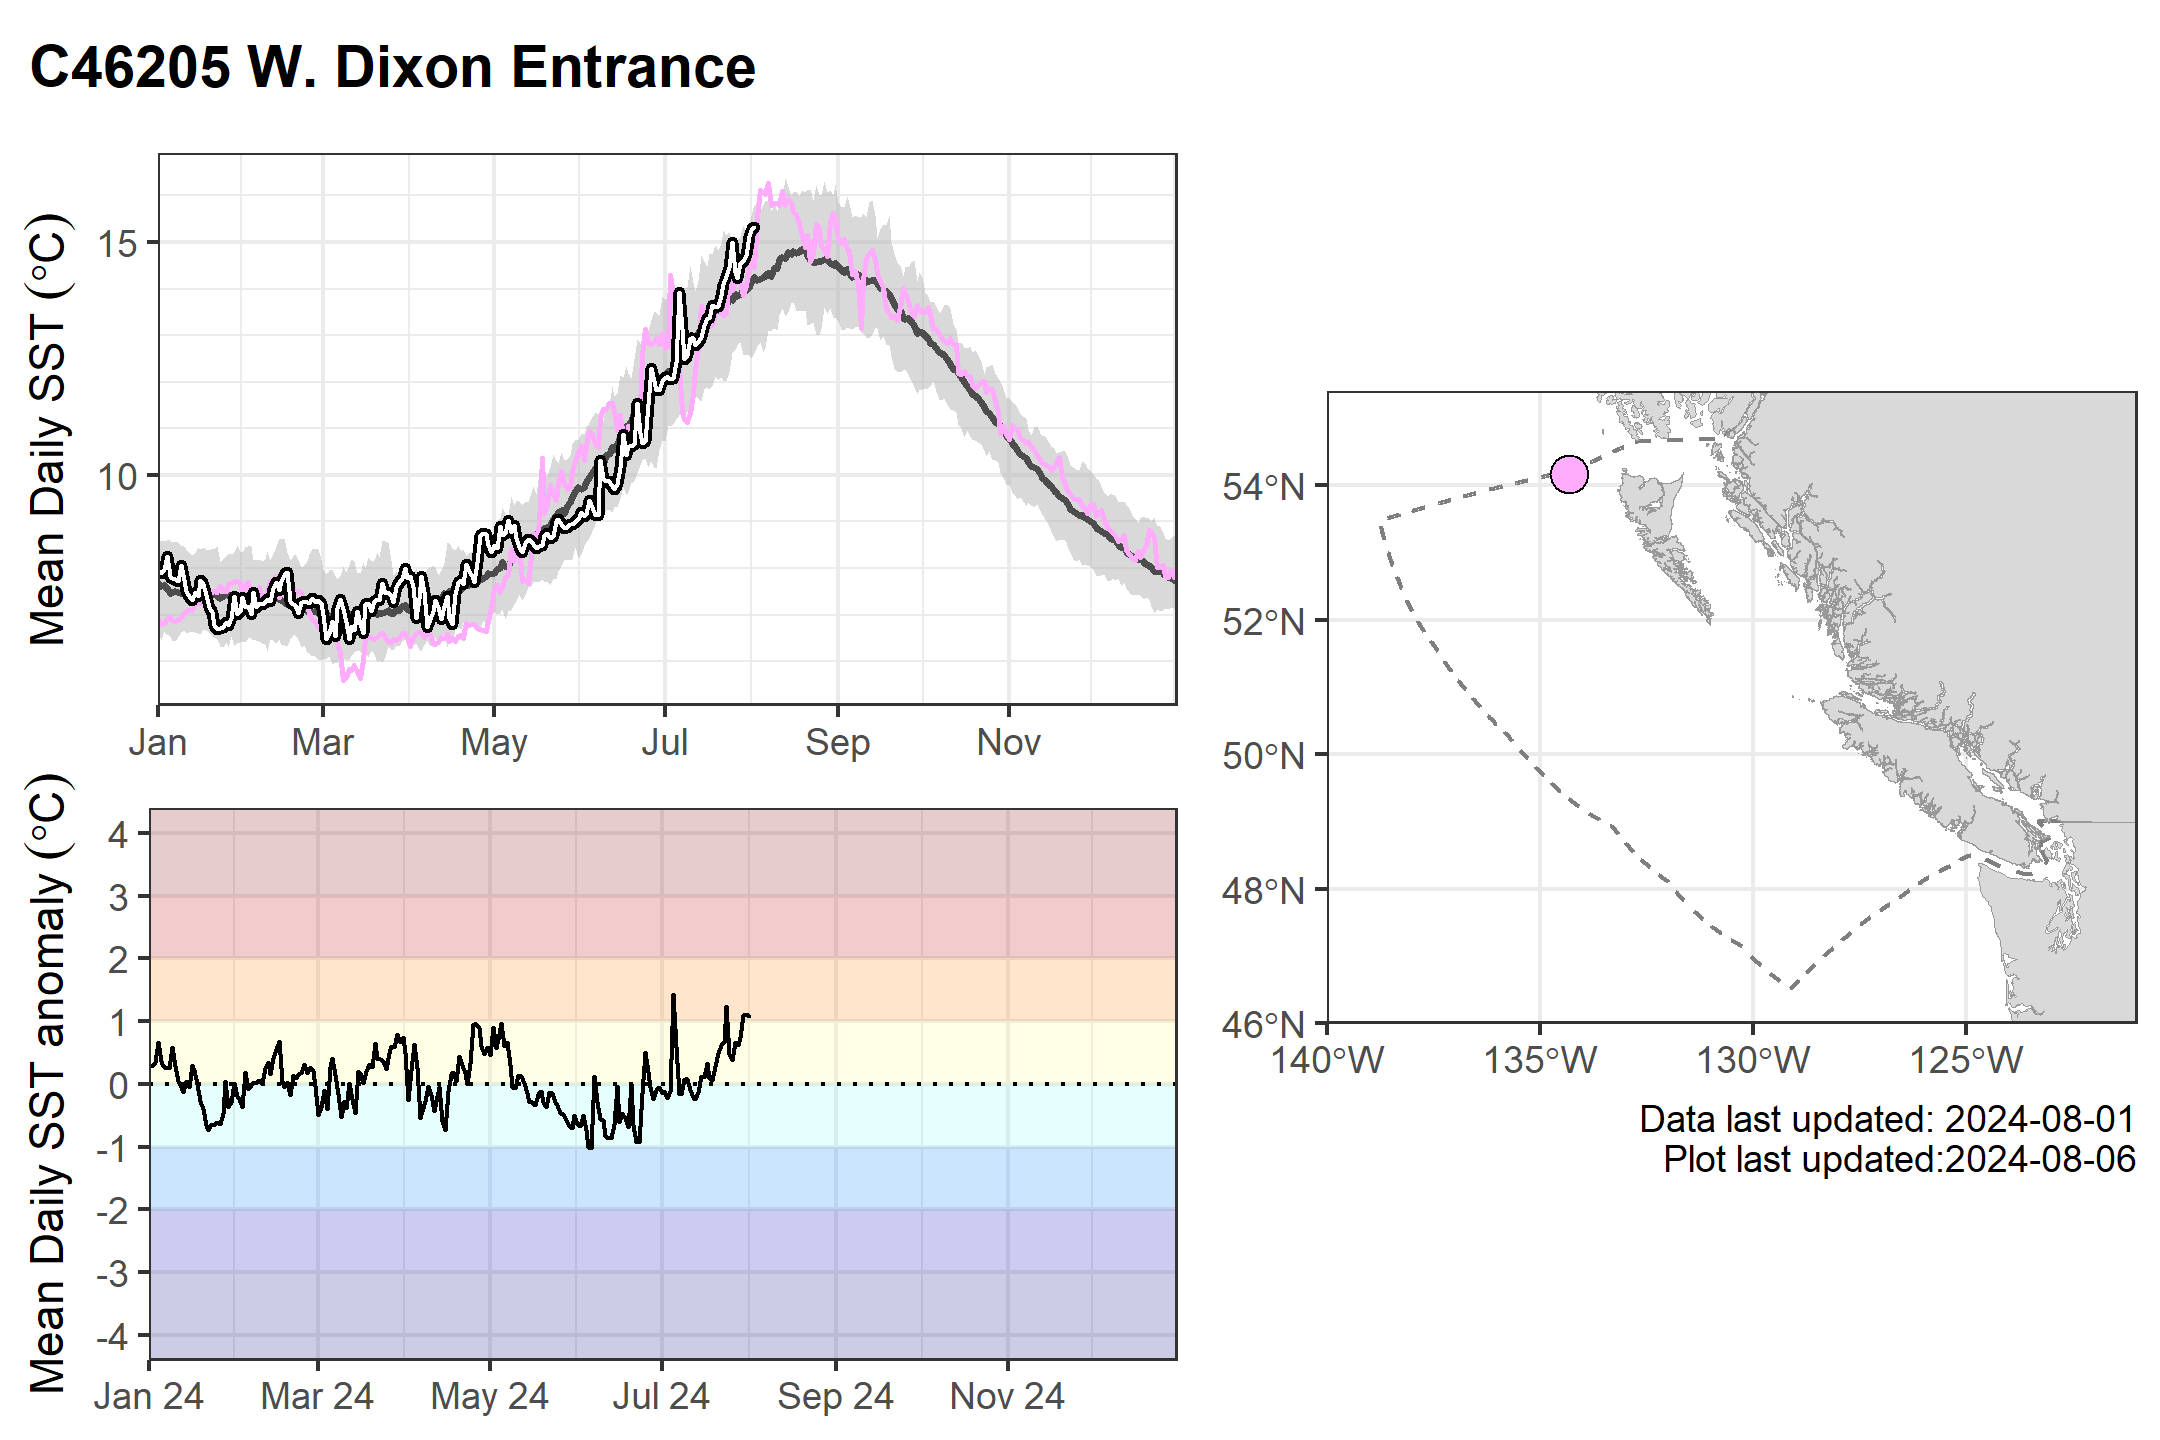 C46205 W. Dixon Entrance
Mean Daily SST (°C)
15
10
Jan Mar May Jul Sep Nov
Mean Daily SST anomaly (°C)
4
3
2
1
0
-1
-2
-3
-4
Jan 24 Mar 24 May 24 Jul 24 Sep 24 Nov 24
54°N
52°N
50°N
48°N
46°N
140°W 135°W 130°W 125°W
Data last updated: 2024-08-01
Plot last updated:2024-08-06